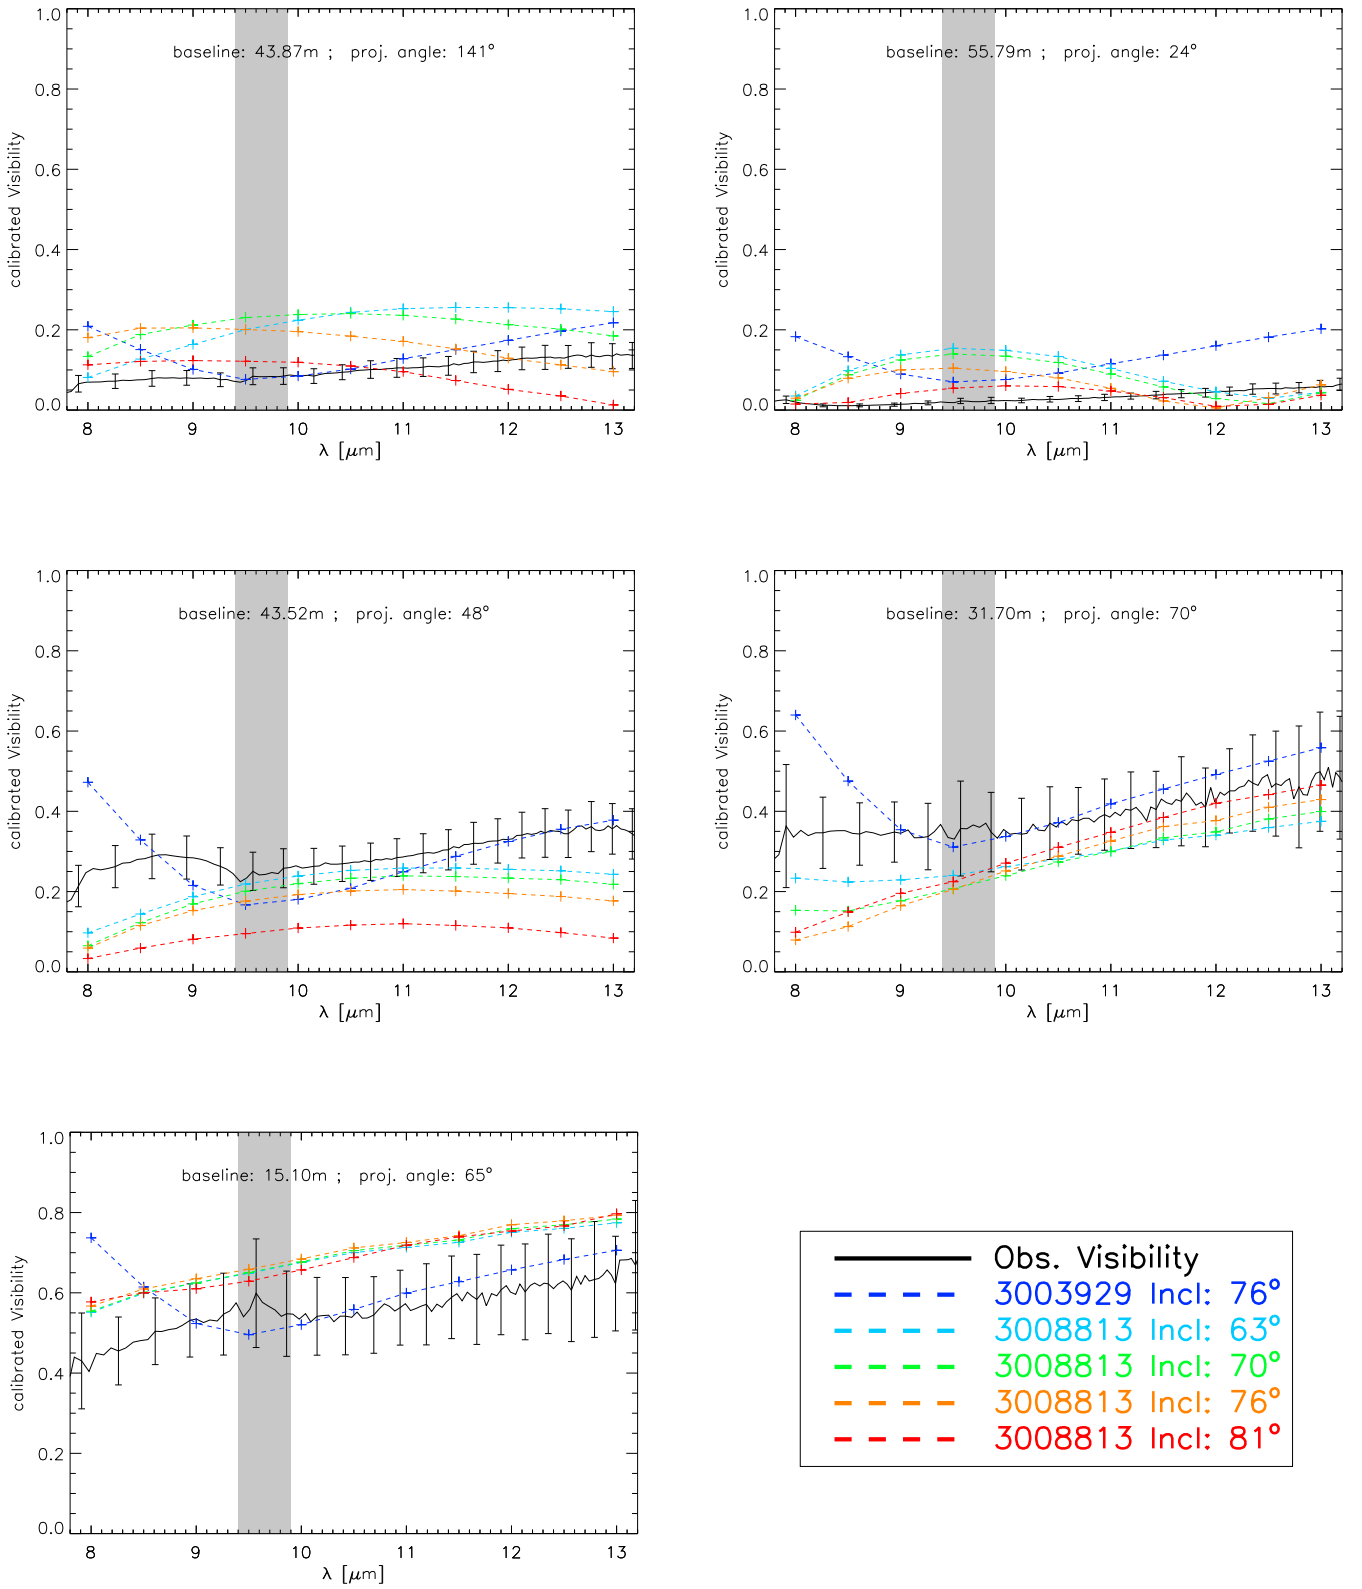 baseline: 43.87m ; proj. angle: 141°
calibrated Visibility
1.0
0.8
0.6
0.4
0.2
0.0
8 9 10 11 12 13
λ [μm]
baseline: 55.79m ; proj. angle: 24°
calibrated Visibility
1.0
0.8
0.6
0.4
0.2
0.0
8 9 10 11 12 13
λ [μm]
baseline: 43.52m ; proj. angle: 48°
calibrated Visibility
1.0
0.8
0.6
0.4
0.2
0.0
8 9 10 11 12 13
λ [μm]
baseline: 31.70m ; proj. angle: 70°
calibrated Visibility
1.0
0.8
0.6
0.4
0.2
0.0
8 9 10 11 12 13
λ [μm]
baseline: 15.10m ; proj. angle: 65°
calibrated Visibility
1.0
0.8
0.6
0.4
0.2
0.0
8 9 10 11 12 13
λ [μm]
Obs. Visibility
3003929 Incl: 76°
3008813 Incl: 63°
3008813 Incl: 70°
3008813 Incl: 76°
3008813 Incl: 81°